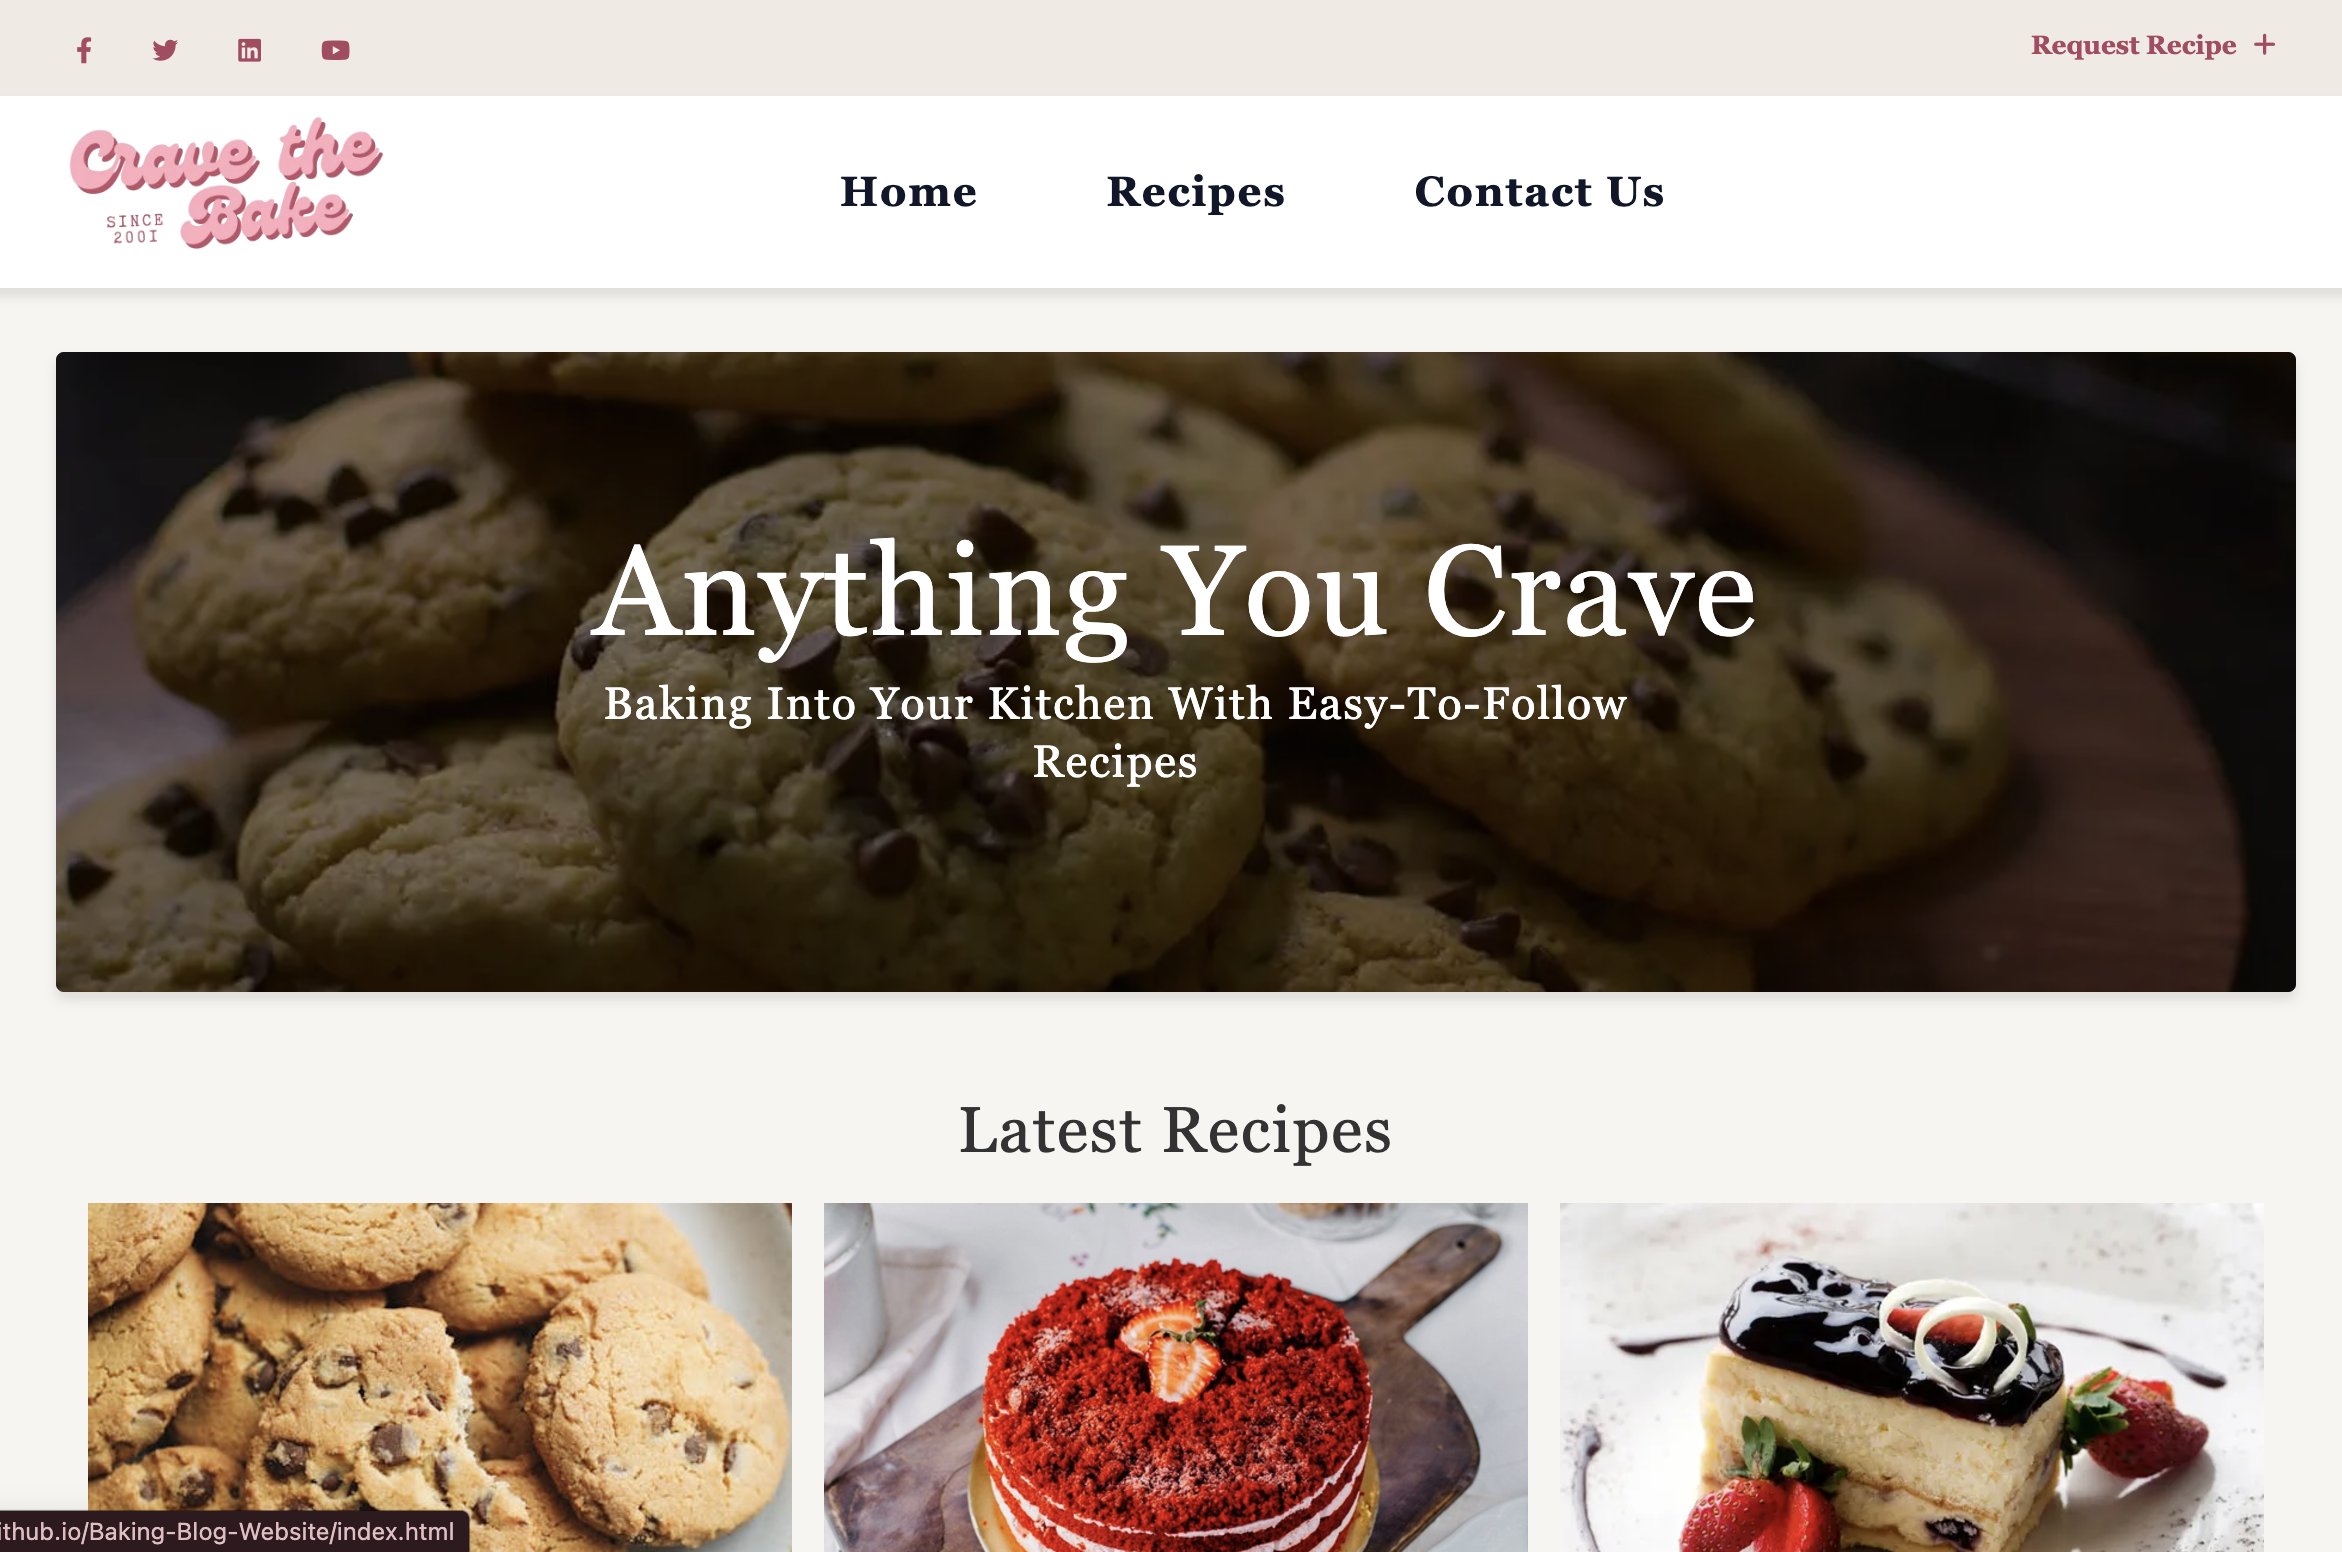 Request Recipe +
Crave the
Bake
SINCE
2001
Home Recipes Contact Us
Anything You Crave
Baking Into Your Kitchen With Easy-To-Follow
Recipes
Latest Recipes
ithub.io/Baking-Blog-Website/index.html